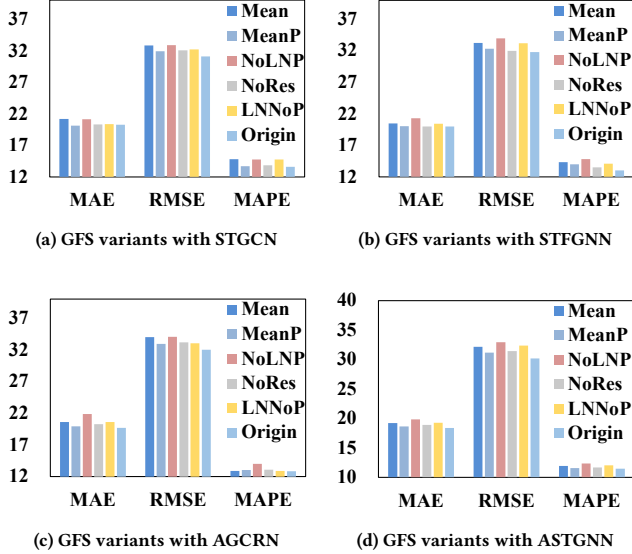 37
32
27
22
17
12
Mean
MeanP
NoLNP
NoRes
LNNoP
Origin
MAE RMSE MAPE
(a) GFS variants with STGCN
37
32
27
22
17
12
Mean
MeanP
NoLNP
NoRes
LNNoP
Origin
MAE RMSE MAPE
(b) GFS variants with STFGNN
37
32
27
22
17
12
Mean
MeanP
NoLNP
NoRes
LNNoP
Origin
MAE RMSE MAPE
(c) GFS variants with AGCRN
40
35
30
25
20
15
10
Mean
MeanP
NoLNP
NoRes
LNNoP
Origin
MAE RMSE MAPE
(d) GFS variants with ASTGNN